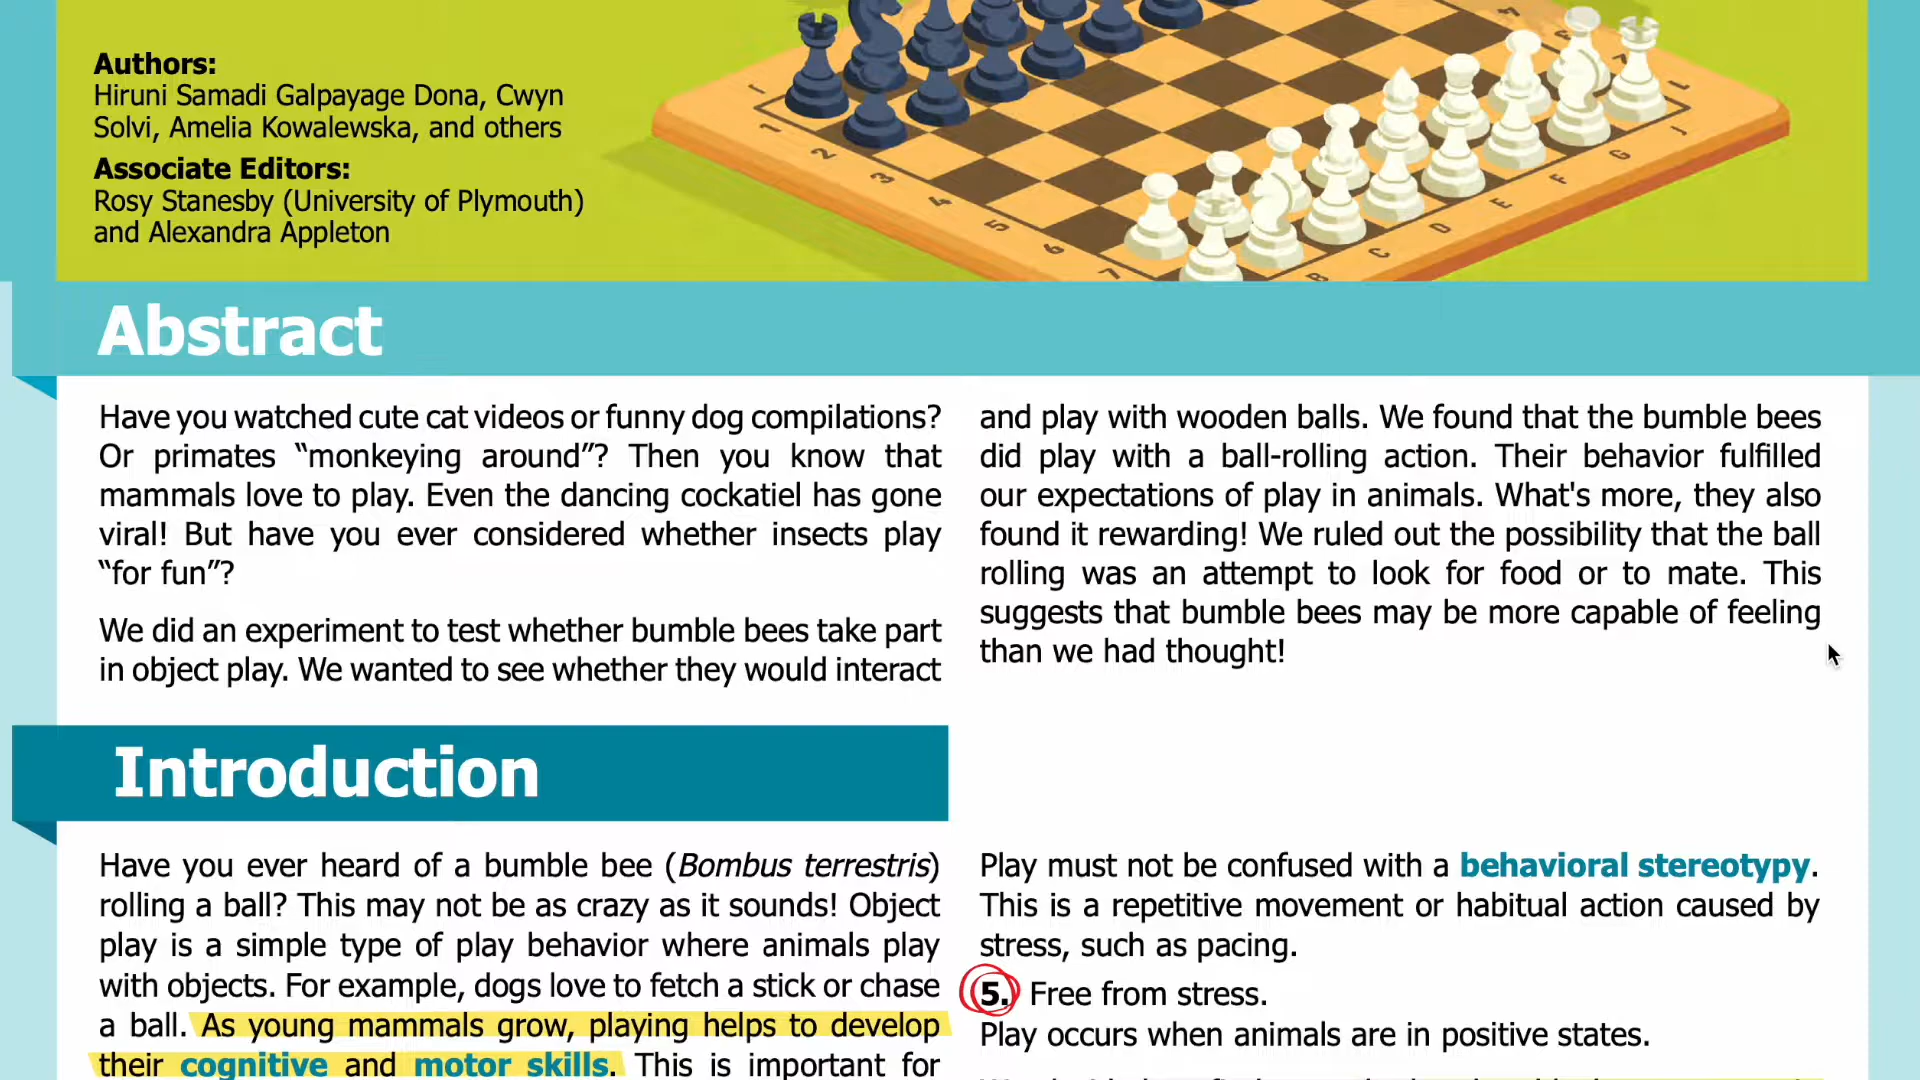 Authors:
Hiruni Samadi Galpayage Dona, Cwyn
Solvi, Amelia Kowalewska, and others
Associate Editors:
Rosy Stanesby (University of Plymouth)
and Alexandra Appleton
1
2
3
4
5
6
7
B
C
D
E
F
G
Abstract
Have you watched cute cat videos or funny dog compilations?
Or primates “monkeying around”? Then you know that
mammals love to play. Even the dancing cockatiel has gone
viral! But have you ever considered whether insects play
“for fun”?
We did an experiment to test whether bumble bees take part
in object play. We wanted to see whether they would interact
and play with wooden balls. We found that the bumble bees
did play with a ball-rolling action. Their behavior fulfilled
our expectations of play in animals. What's more, they also
found it rewarding! We ruled out the possibility that the ball
rolling was an attempt to look for food or to mate. This
suggests that bumble bees may be more capable of feeling
than we had thought!
Introduction
Have you ever heard of a bumble bee (Bombus terrestris)
rolling a ball? This may not be as crazy as it sounds! Object
play is a simple type of play behavior where animals play
with objects. For example, dogs love to fetch a stick or chase
a ball. As young mammals grow, playing helps to develop
their cognitive and motor skills. This is important for
Play must not be confused with a behavioral stereotypy.
This is a repetitive movement or habitual action caused by
stress, such as pacing.
5. Free from stress.
Play occurs when animals are in positive states.